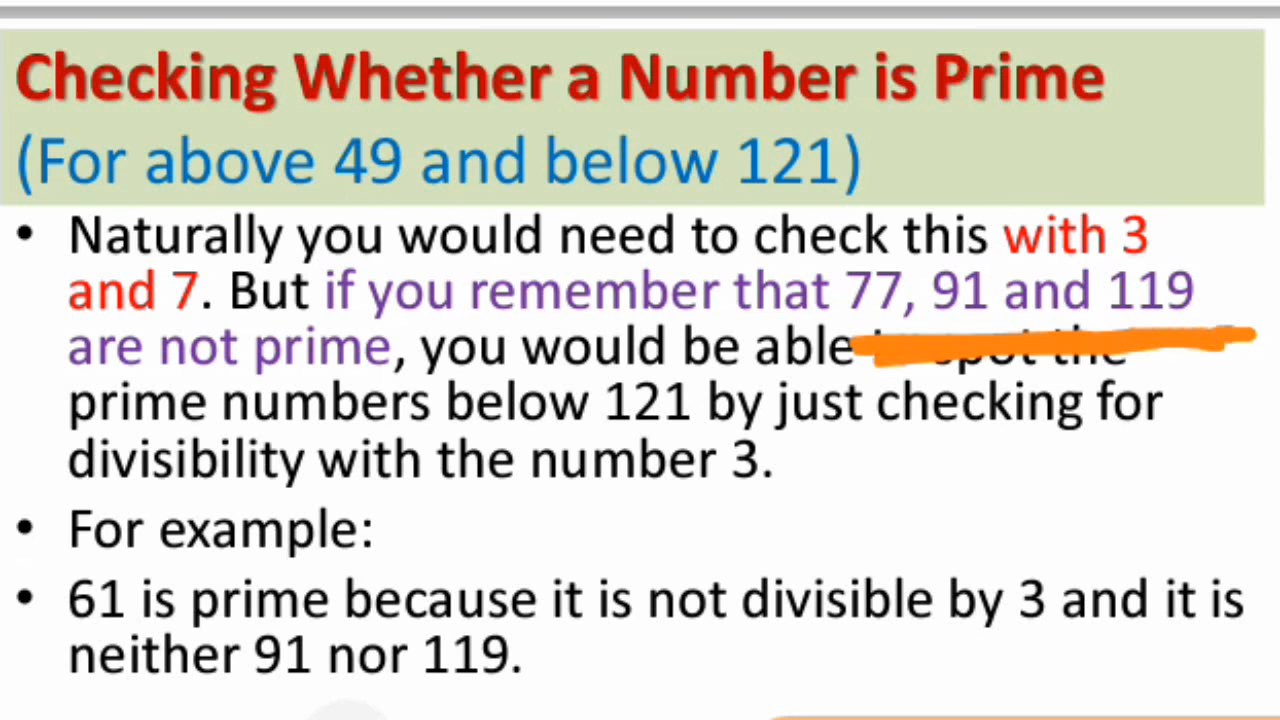 Checking Whether a Number is Prime
(For above 49 and below 121)
• Naturally you would need to check this with 3
and 7. But if you remember that 77, 91 and 119
are not prime, you would be able spot the
prime numbers below 121 by just checking for
divisibility with the number 3.
• For example:
• 61 is prime because it is not divisible by 3 and it is
neither 91 nor 119.